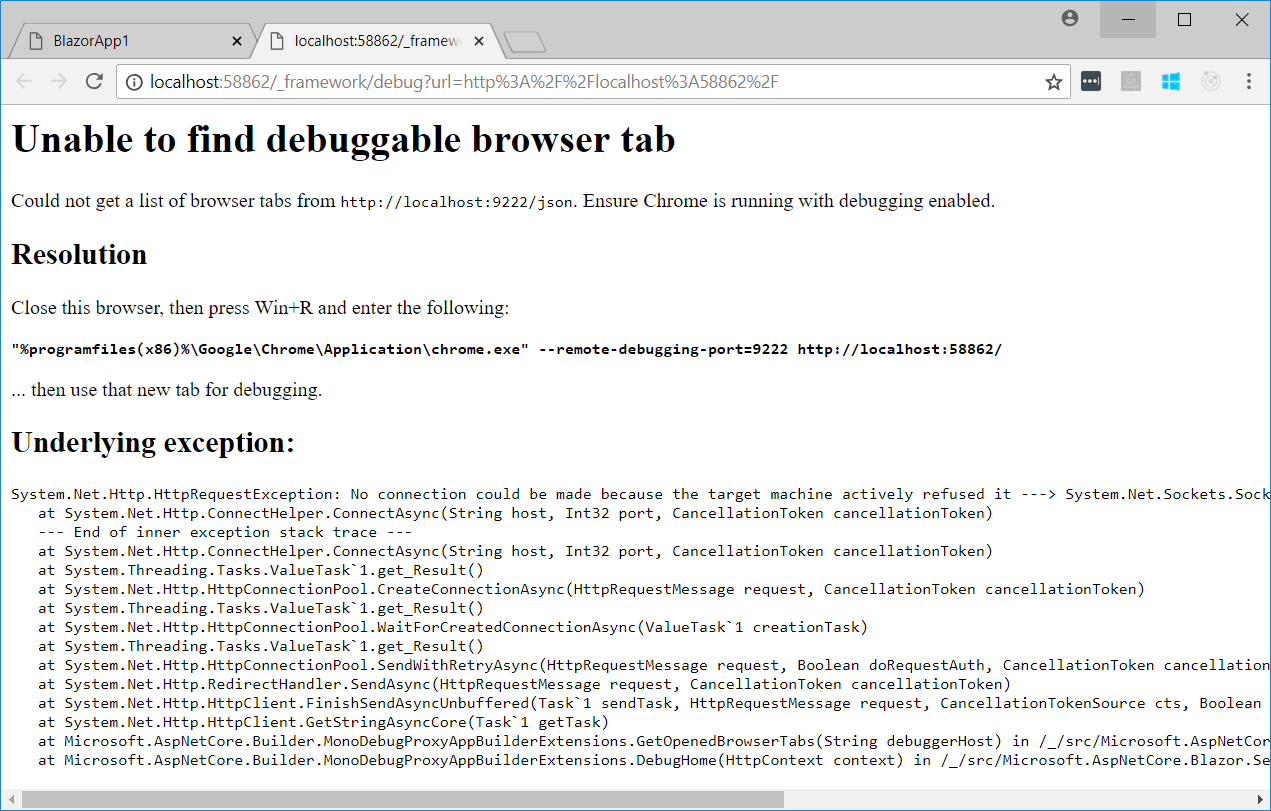 BlazorApp1
localhost:58862/_framew
localhost:58862/_framework/debug?url=http%3A%2F%2Flocalhost%3A58862%2F
Unable to find debuggable browser tab
Could not get a list of browser tabs from http://localhost:9222/json. Ensure Chrome is running with debugging enabled.
Resolution
Close this browser, then press Win+R and enter the following:
"%programfiles(x86)%\Google\Chrome\Application\chrome.exe" --remote-debugging-port=9222 http://localhost:58862/
... then use that new tab for debugging.
Underlying exception:
System.Net.Http.HttpRequestException: No connection could be made because the target machine actively refused it ---> System.Net.Sockets.Sock
at System.Net.Http.ConnectHelper.ConnectAsync(String host, Int32 port, CancellationToken cancellationToken)
--- End of inner exception stack trace ---
at System.Net.Http.ConnectHelper.ConnectAsync(String host, Int32 port, CancellationToken cancellationToken)
at System.Threading.Tasks.ValueTask`1.get_Result()
at System.Net.Http.HttpConnectionPool.CreateConnectionAsync(HttpRequestMessage request, CancellationToken cancellationToken)
at System.Threading.Tasks.ValueTask`1.get_Result()
at System.Net.Http.HttpConnectionPool.WaitForCreatedConnectionAsync(ValueTask`1 creationTask)
at System.Threading.Tasks.ValueTask`1.get_Result()
at System.Net.Http.HttpConnectionPool.SendWithRetryAsync(HttpRequestMessage request, Boolean doRequestAuth, CancellationToken cancellation
at System.Net.Http.RedirectHandler.SendAsync(HttpRequestMessage request, CancellationToken cancellationToken)
at System.Net.Http.HttpClient.FinishSendAsyncUnbuffered(Task`1 sendTask, HttpRequestMessage request, CancellationTokenSource cts, Boolean
at System.Net.Http.HttpClient.GetStringAsyncCore(Task`1 getTask)
at Microsoft.AspNetCore.Builder.MonoDebugProxyAppBuilderExtensions.GetOpenedBrowserTabs(String debuggerHost) in /_/src/Microsoft.AspNetCor
at Microsoft.AspNetCore.Builder.MonoDebugProxyAppBuilderExtensions.DebugHome(HttpContext context) in /_/src/Microsoft.AspNetCore.Blazor.Se